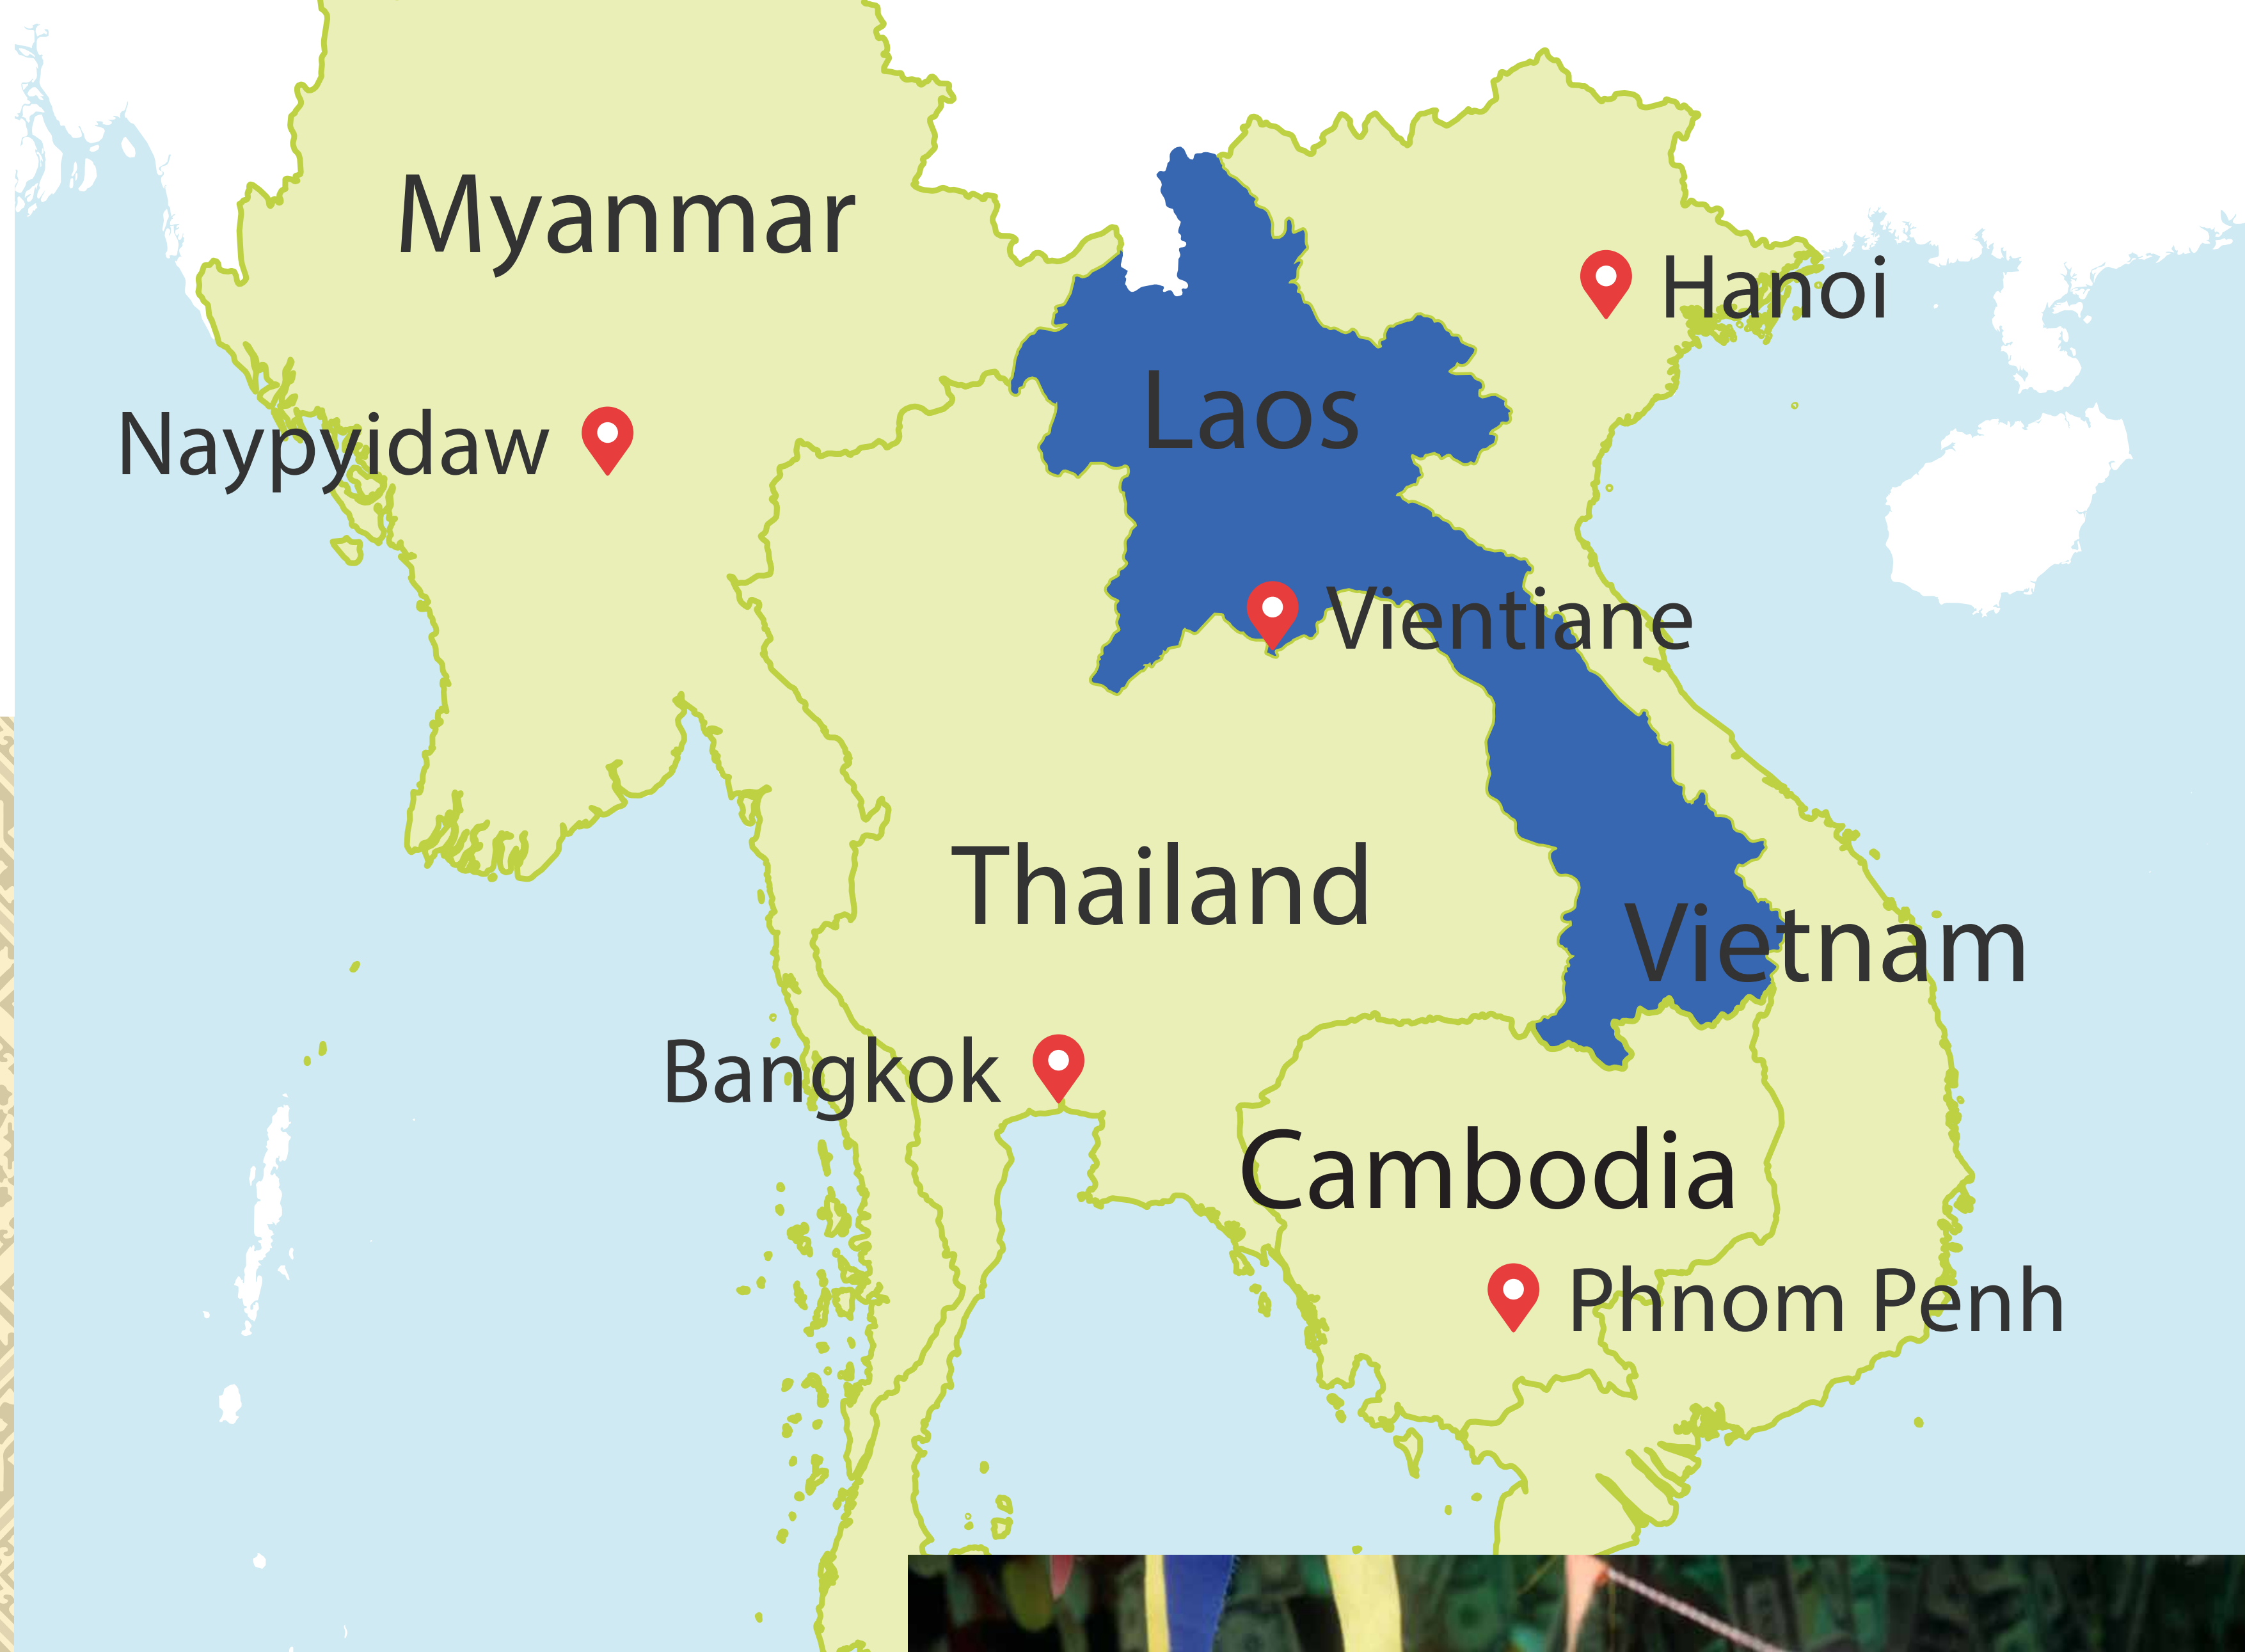 Myanmar
Hanoi
Laos
Naypyidaw
Vientiane
Thailand
Vietnam
Bangkok
Cambodia
Phnom Penh